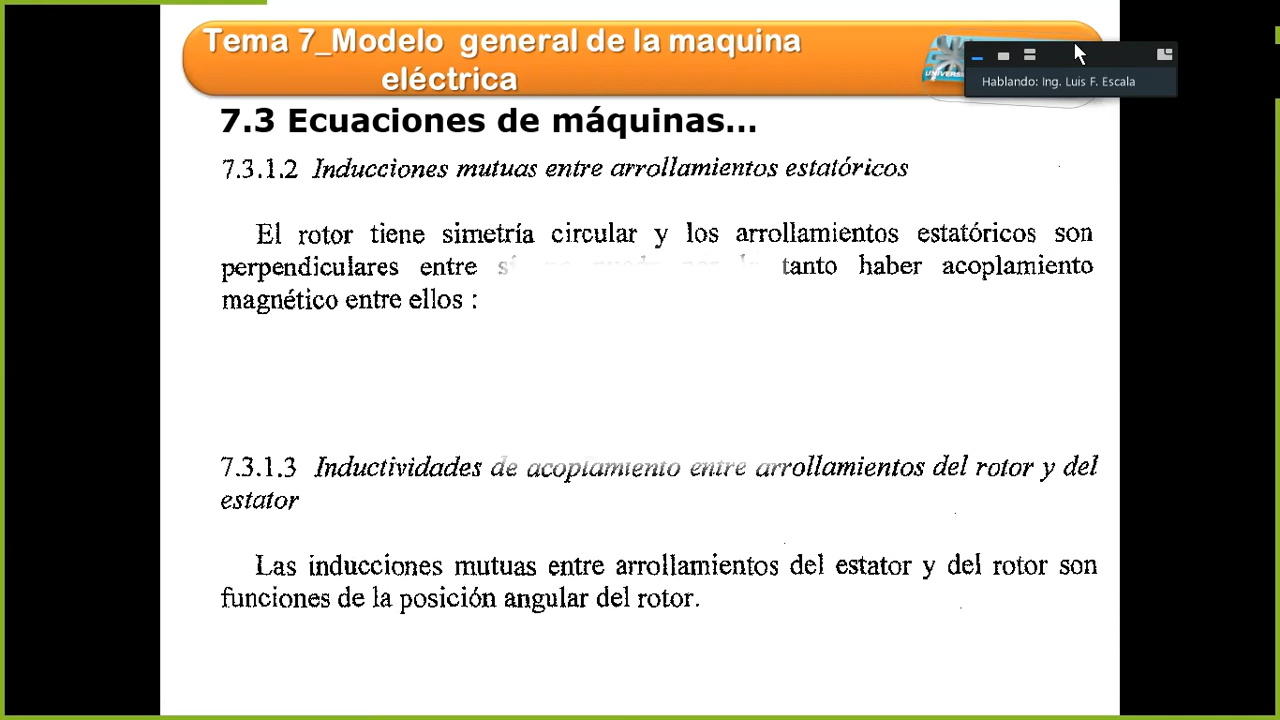 Tema 7_Modelo general de la maquina
eléctrica
Hablando: Ing. Luis F. Escala
7.3 Ecuaciones de máquinas...
7.3.1.2 Inducciones mutuas entre arrollamientos estatóricos
El rotor tiene simetría circular y los arrollamientos estatóricos son
perpendiculares entre tanto haber acoplamiento
magnético entre ellos :
7.3.1.3 Inductividades de acoplamiento entre arrollamientos del rotor y del
estator
Las inducciones mutuas entre arrollamientos del estator y del rotor son
funciones de la posición angular del rotor.